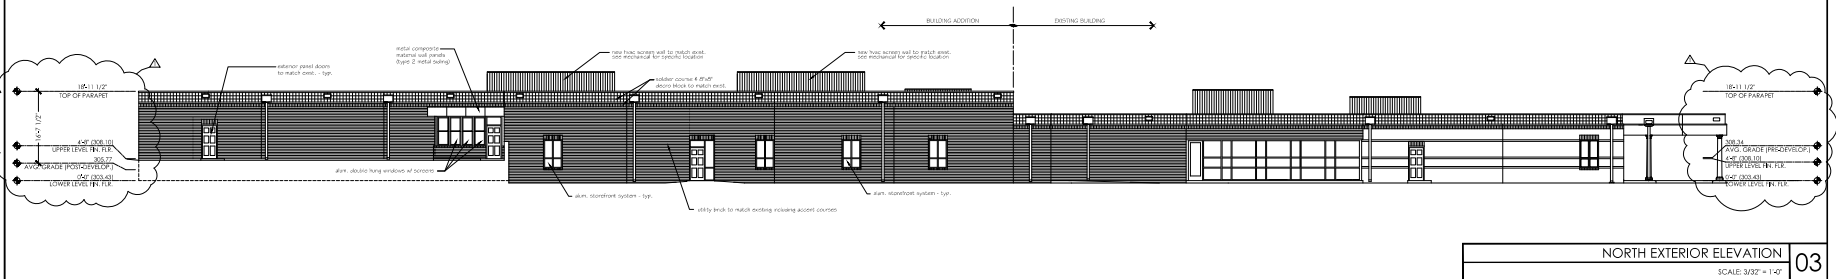 BUILDING ADDITION
EXISTING BUILDING
metal composite
material wall panels
(type 2 metal siding)
new hvac screen wall to match exist.
see mechanical for specific location
new hvac screen wall to match exist.
see mechanical for specific location
exterior panel doors
to match exist. - typ.
soldier course & 8"x8"
deco block to match exist.
18'-11 1/2"
TOP OF PARAPET
16'-7 1/2"
4'-8" (308.10)
UPPER LEVEL FIN. FLR.
305.77
AVG. GRADE (POST-DEVELOP.)
0'-0" (303.43)
LOWER LEVEL FIN. FLR.
18'-11 1/2"
TOP OF PARAPET
308.34
AVG. GRADE (PRE-DEVELOP.)
4'-8" (308.10)
UPPER LEVEL FIN. FLR.
0'-0" (303.43)
LOWER LEVEL FIN. FLR.
alum. double hung windows w/ screens
alum. storefront system - typ.
alum. storefront system - typ.
utility brick to match existing including accent courses
NORTH EXTERIOR ELEVATION
03
SCALE: 3/32" = 1'-0"